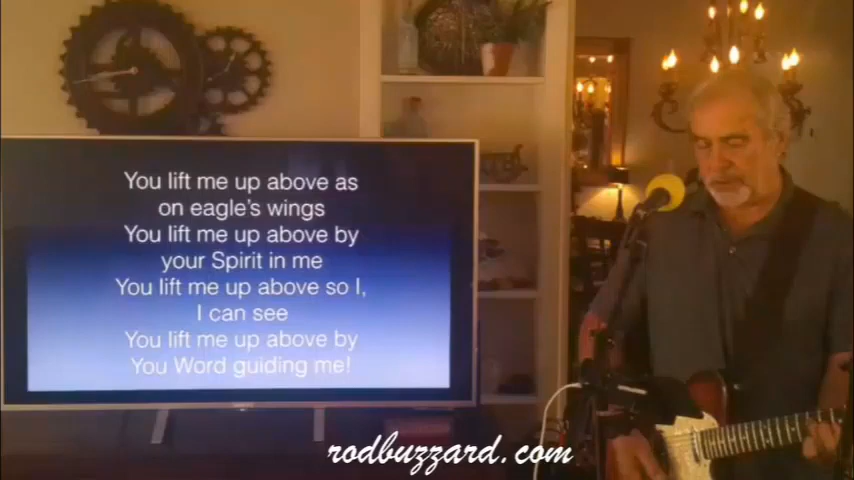 You lift me up above as
on eagle's wings
You lift me up above by
your Spirit in me
You lift me up above so I,
I can see
You lift me up above by
You Word guiding me!
rodbuzzard.com